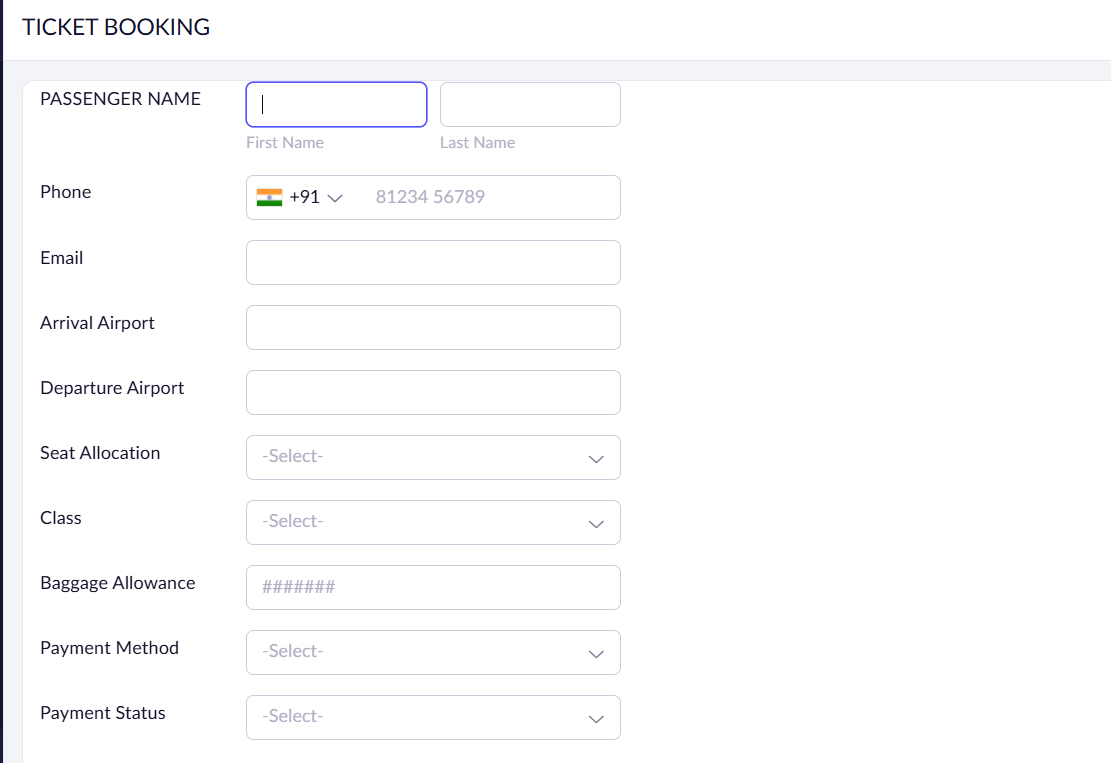 TICKET BOOKING
PASSENGER NAME
First Name Last Name
Phone +91 81234 56789
Email
Arrival Airport
Departure Airport
Seat Allocation -Select-
Class -Select-
Baggage Allowance #######
Payment Method -Select-
Payment Status -Select-